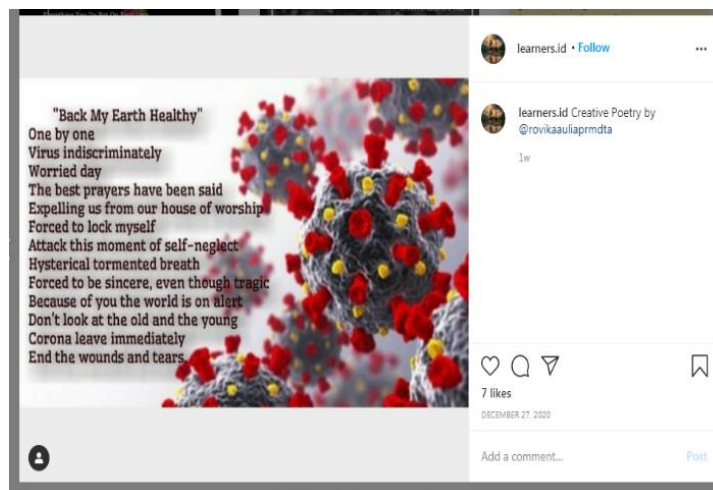 learners.id • Follow
"Back My Earth Healthy"
One by one
Virus indiscriminately
Worried day
The best prayers have been said
Expelling us from our house of worship
Forced to lock myself
Attack this moment of self-neglect
Hysterical tormented breath
Forced to be sincere, even though tragic
Because of you the world is on alert
Don't look at the old and the young
Corona leave immediately
End the wounds and tears.
learners.id Creative Poetry by
@rovikaauliaprmdta
1w
7 likes
DECEMBER 27, 2020
Add a comment...
Post